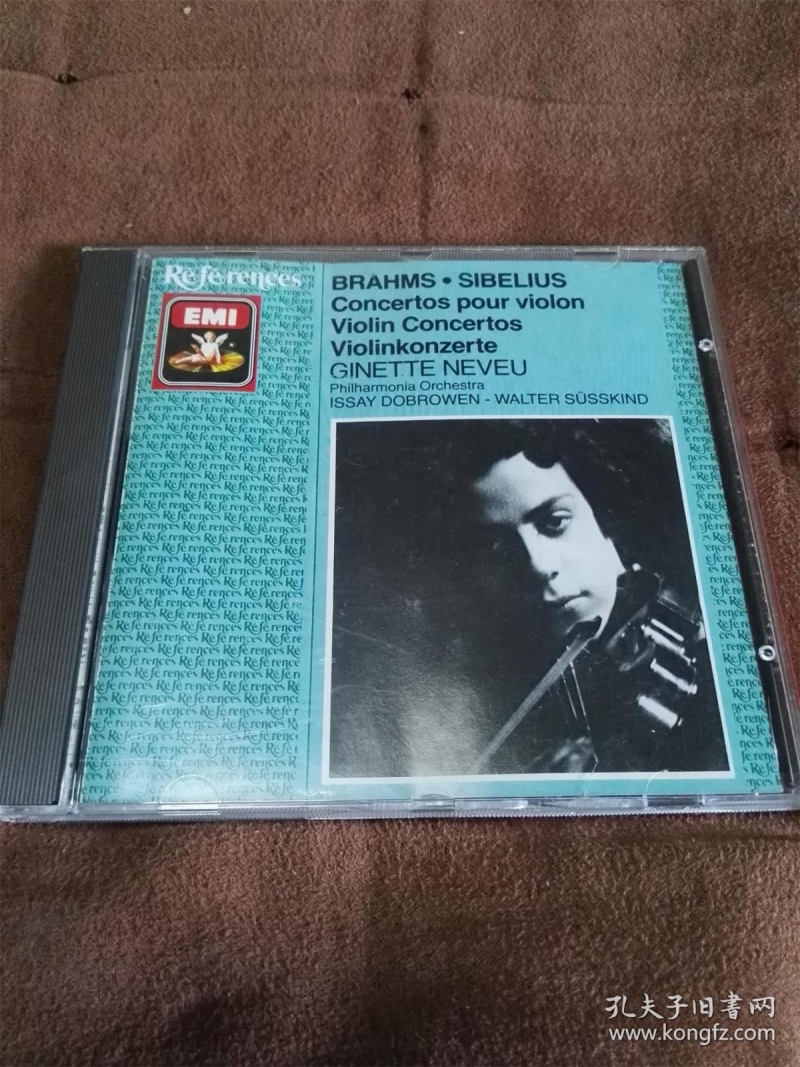 Références
EMI
BRAHMS • SIBELIUS
Concertos pour violon
Violin Concertos
Violinkonzerte
GINETTE NEVEU
Philharmonia Orchestra
ISSAY DOBROWEN - WALTER SÜSSKIND
孔夫子旧書网
www.kongfz.com